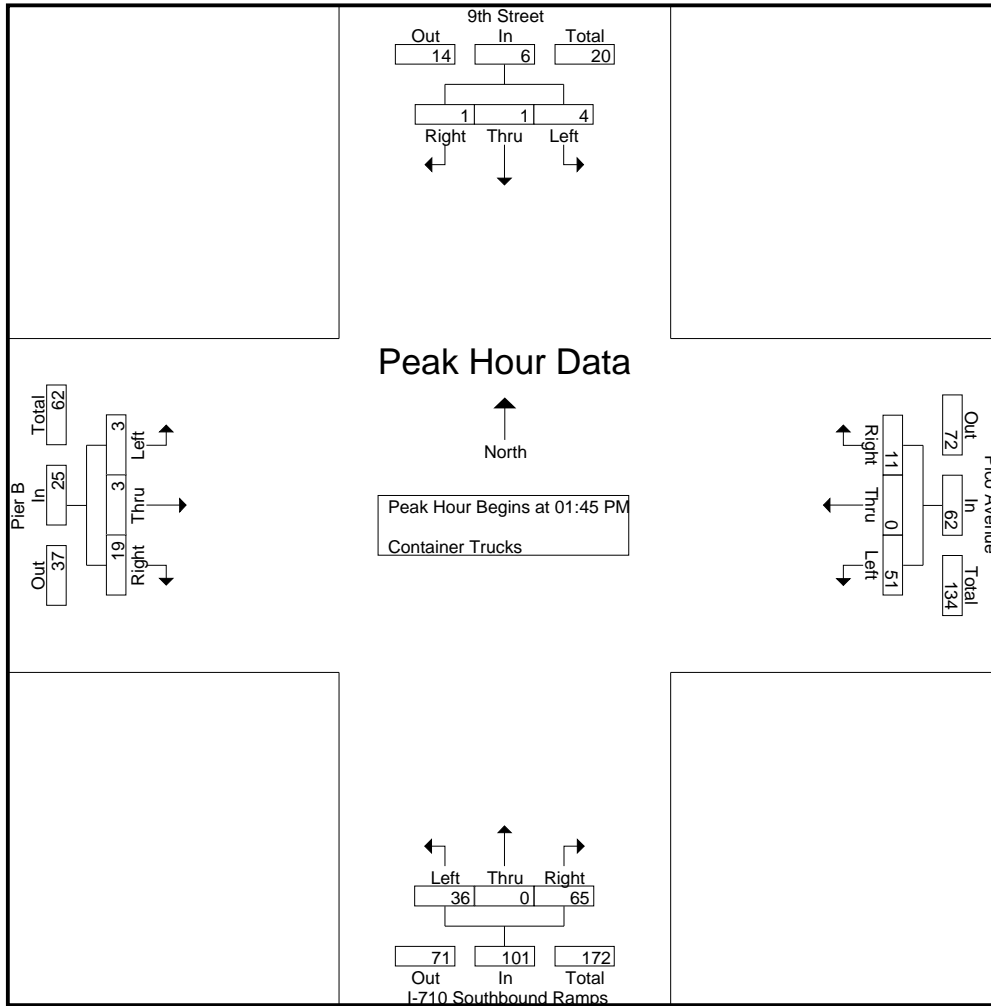 9th Street
Out In Total
14 6 20
1 1 4
Right Thru Left
Peak Hour Data
North
Peak Hour Begins at 01:45 PM
Container Trucks
Pier B
Total In Out
62 25 37
3 3 19
Left Thru Right
Right Thru Left
11 0 51
72 62 134
Out In Total
Avenue
Left Thru Right
36 0 65
71 101 172
Out In Total
I-710 Southbound Ramps